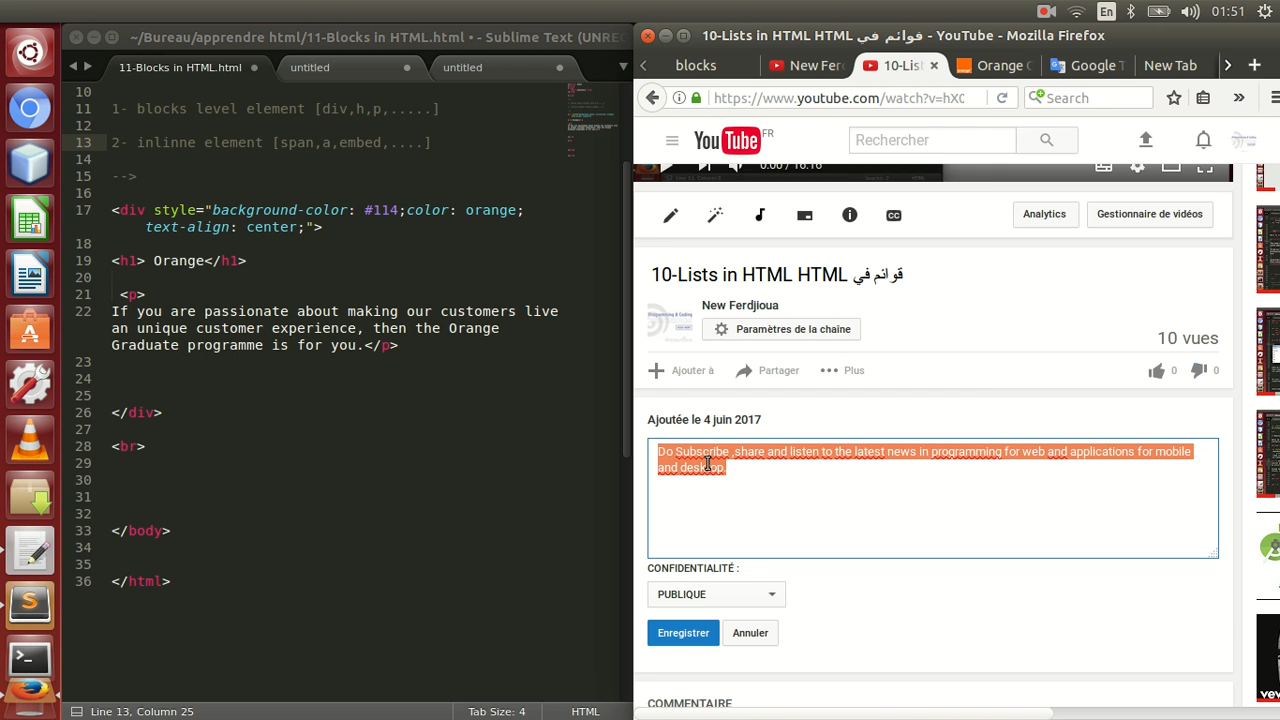 En
01:51
~/Bureau/apprendre html/11-Blocks in HTML.html • - Sublime Text (UNREG
11-Blocks in HTML.html
untitled
untitled
10
11 1- blocks level element [div,h,p,.....]
12
13 2- inlinne element [span,a,embed,....]
14
15 -->
16
17 <div style="background-color: #114;color: orange;
text-align: center;">
18
19 <h1> Orange</h1>
20
21 <p>
22 If you are passionate about making our customers live
an unique customer experience, then the Orange
Graduate programme is for you.</p>
23
24
25
26 </div>
27
28 <br>
29
30
31
32
33 </body>
34
35
36 </html>
Line 13, Column 25
Tab Size: 4
HTML
10-Lists in HTML HTML قوائم في - YouTube - Mozilla Firefox
blocks
New Fer
10-List
Orange
Google T
New Tab
https://www.youtube.com/watch?v=hX0
Search
YouTube FR
Rechercher
0:00 / 16:16
Analytics
Gestionnaire de vidéos
10-Lists in HTML HTML قوائم في
New Ferdjioua
Programming & Coding
Paramètres de la chaîne
10 vues
Ajouter à
Partager
Plus
0
0
Ajoutée le 4 juin 2017
Do Subscribe ,share and listen to the latest news in programming for web and applications for mobile
and desktop.
CONFIDENTIALITÉ :
PUBLIQUE
Enregistrer
Annuler
COMMENTAIRE